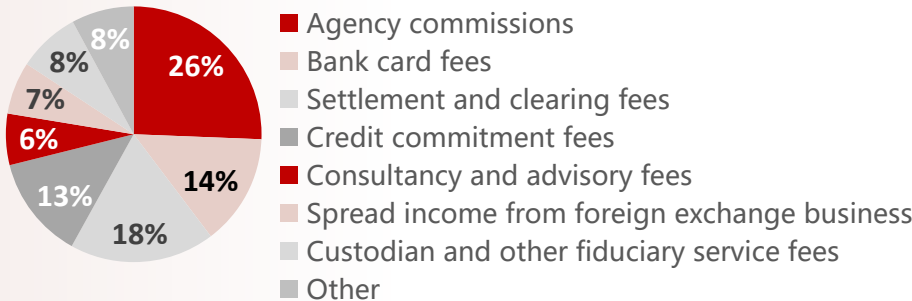 26%
14%
18%
13%
6%
7%
8%
8%
Agency commissions
Bank card fees
Settlement and clearing fees
Credit commitment fees
Consultancy and advisory fees
Spread income from foreign exchange business
Custodian and other fiduciary service fees
Other